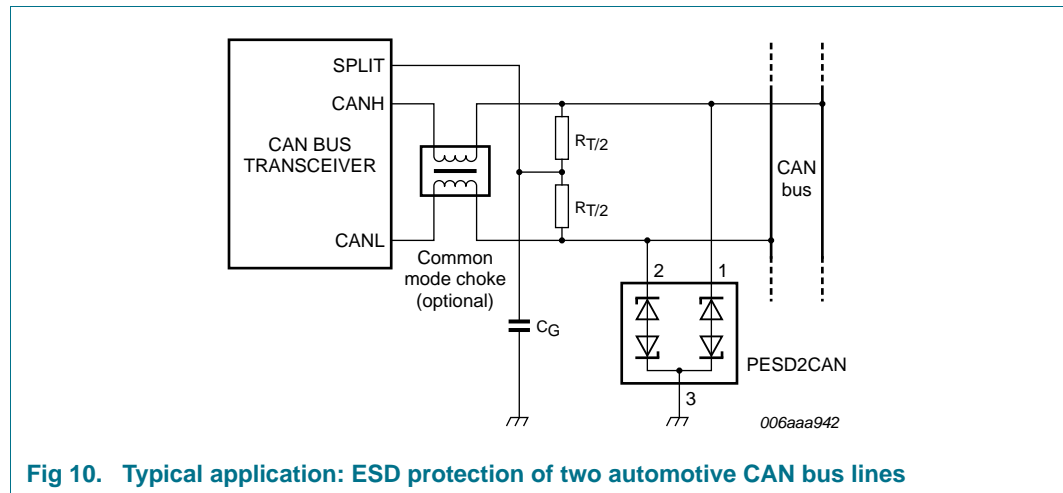 SPLIT
CANH
CAN BUS
TRANSCEIVER
CANL
Common
mode choke
(optional)
RT/2
RT/2
CG
CAN
bus
2
1
3
PESD2CAN
006aaa942
Fig 10. Typical application: ESD protection of two automotive CAN bus lines